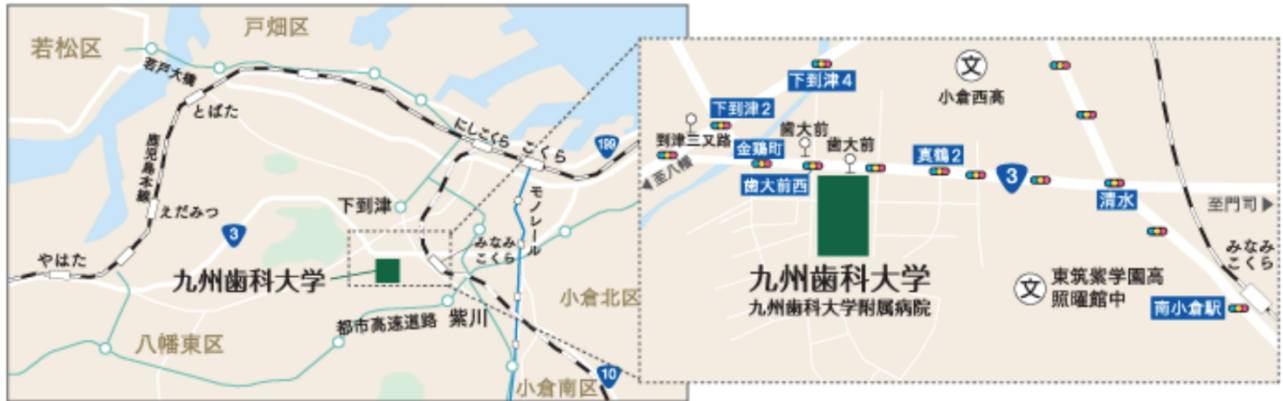 戸畑区
若松区
若戸大橋
とばた
鹿児島本線
にしこくら
こくら
199
モノレール
えだみつ
下到津
3
やはた
みなみ
こくら
九州歯科大学
小倉北区
都市高速道路
紫川
八幡東区
10
小倉南区
文
小倉西高
下到津4
下到津2
到津三又路
歯大前
歯大前
金鶏町
真鶴2
至八幡
歯大前西
3
清水
至門司
みなみ
こくら
九州歯科大学
九州歯科大学附属病院
文
東筑紫学園高
照曜館中
南小倉駅